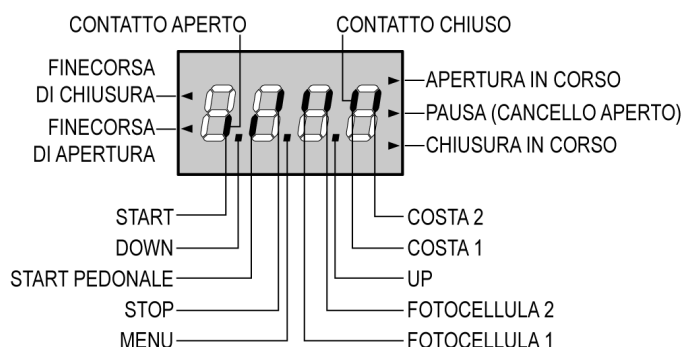 CONTATTO APERTO
CONTATTO CHIUSO
FINECORSA
DI CHIUSURA
FINECORSA
DI APERTURA
APERTURA IN CORSO
PAUSA (CANCELLO APERTO)
CHIUSURA IN CORSO
START
DOWN
START PEDONALE
STOP
MENU
COSTA 2
COSTA 1
UP
FOTOCELLULA 2
FOTOCELLULA 1